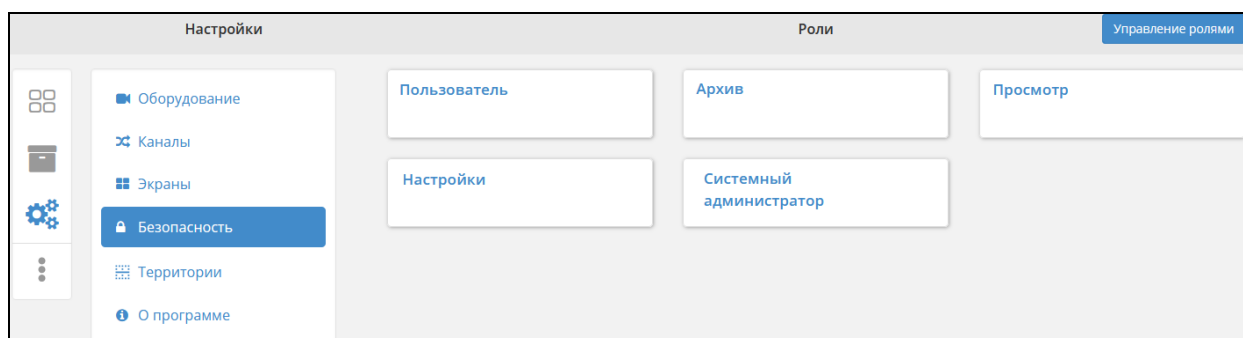 Настройки
Роли
Управление ролями
Оборудование
Каналы
Экраны
Безопасность
Территории
О программе
Пользователь
Архив
Просмотр
Настройки
Системный
администратор